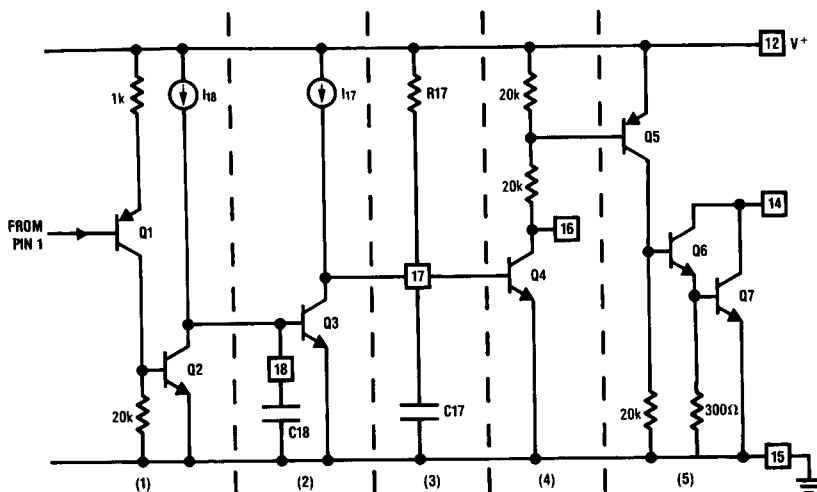 12 V+
1k
I18
I17
R17
20k
Q5
20k
14
FROM
PIN 1
Q1
16
Q6
17
Q4
Q7
Q3
Q2
18
20k
C18
C17
20k
300Ω
15
(1) (2) (3) (4) (5)